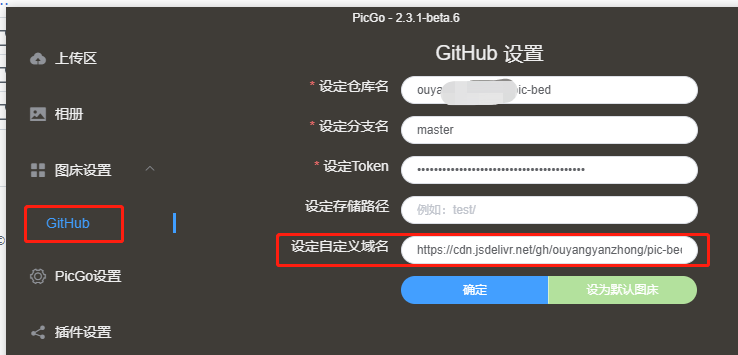 PicGo - 2.3.1-beta.6
上传区
相册
图床设置
GitHub
PicGo设置
插件设置
GitHub 设置
* 设定仓库名
ouya pic-bed
* 设定分支名
master
* 设定Token
设定存储路径
例如：test/
设定自定义域名
https://cdn.jsdelivr.net/gh/ouyangyanzhong/pic-bed
确定
设为默认图床